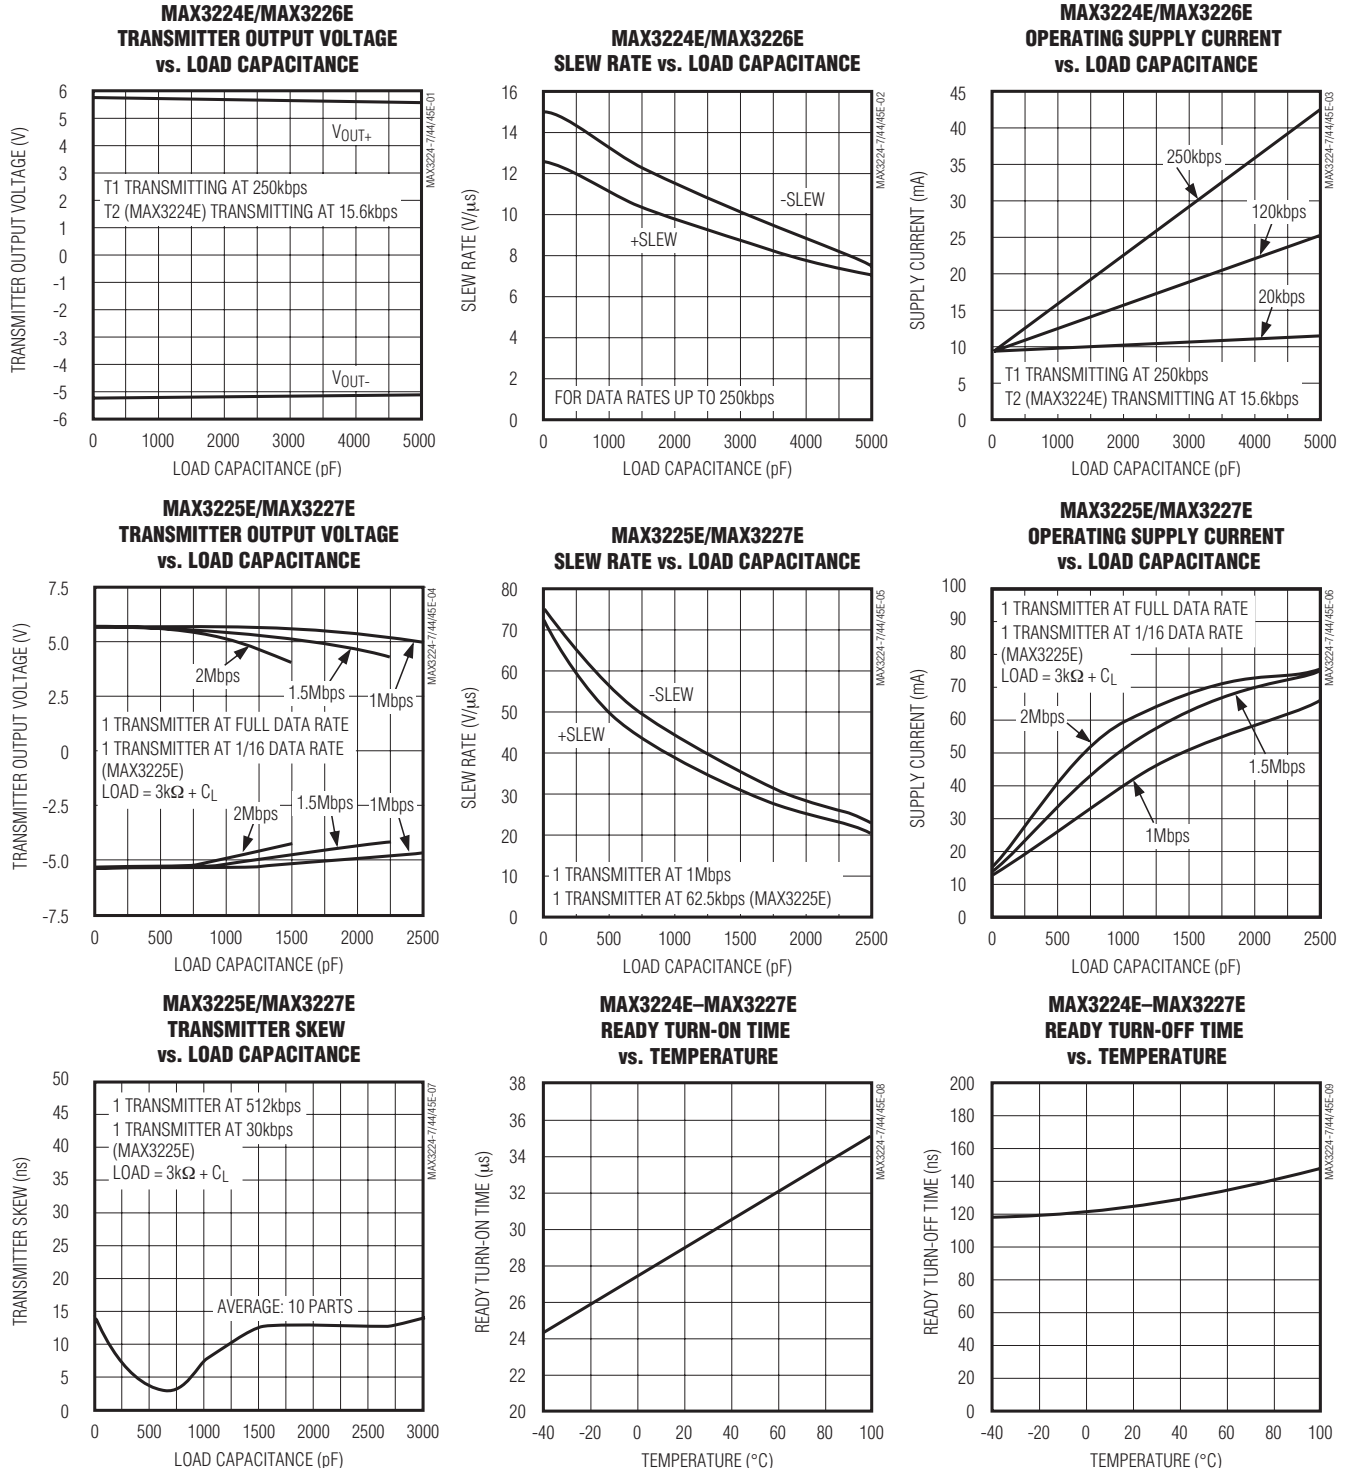 MAX3224E/MAX3226E
TRANSMITTER OUTPUT VOLTAGE
vs. LOAD CAPACITANCE
TRANSMITTER OUTPUT VOLTAGE (V)
6
5
4
3
2
1
0
-1
-2
-3
-4
-5
-6
VOUT+
T1 TRANSMITTING AT 250kbps
T2 (MAX3224E) TRANSMITTING AT 15.6kbps
VOUT-
0 1000 2000 3000 4000 5000
LOAD CAPACITANCE (pF)
MAX3224-7/44/45E-01
MAX3224E/MAX3226E
SLEW RATE vs. LOAD CAPACITANCE
SLEW RATE (V/μs)
16
14
12
10
8
6
4
2
0
-SLEW
+SLEW
FOR DATA RATES UP TO 250kbps
0 1000 2000 3000 4000 5000
LOAD CAPACITANCE (pF)
MAX3224-7/44/45E-02
MAX3224E/MAX3226E
OPERATING SUPPLY CURRENT
vs. LOAD CAPACITANCE
SUPPLY CURRENT (mA)
45
40
35
30
25
20
15
10
5
0
250kbps
120kbps
20kbps
T1 TRANSMITTING AT 250kbps
T2 (MAX3224E) TRANSMITTING AT 15.6kbps
0 1000 2000 3000 4000 5000
LOAD CAPACITANCE (pF)
MAX3224-7/44/45E-03
MAX3225E/MAX3227E
TRANSMITTER OUTPUT VOLTAGE
vs. LOAD CAPACITANCE
TRANSMITTER OUTPUT VOLTAGE (V)
7.5
5.0
2.5
0
-2.5
-5.0
-7.5
2Mbps
1.5Mbps
1Mbps
1 TRANSMITTER AT FULL DATA RATE
1 TRANSMITTER AT 1/16 DATA RATE
(MAX3225E)
LOAD = 3kΩ + CL
2Mbps
1.5Mbps
1Mbps
0 500 1000 1500 2000 2500
LOAD CAPACITANCE (pF)
MAX3224-7/44/45E-04
MAX3225E/MAX3227E
SLEW RATE vs. LOAD CAPACITANCE
SLEW RATE (V/μs)
80
70
60
50
40
30
20
10
0
-SLEW
+SLEW
1 TRANSMITTER AT 1Mbps
1 TRANSMITTER AT 62.5kbps (MAX3225E)
0 500 1000 1500 2000 2500
LOAD CAPACITANCE (pF)
MAX3224-7/44/45E-05
MAX3225E/MAX3227E
OPERATING SUPPLY CURRENT
vs. LOAD CAPACITANCE
SUPPLY CURRENT (mA)
100
90
80
70
60
50
40
30
20
10
0
1 TRANSMITTER AT FULL DATA RATE
1 TRANSMITTER AT 1/16 DATA RATE
(MAX3225E)
LOAD = 3kΩ + CL
2Mbps
1.5Mbps
1Mbps
0 500 1000 1500 2000 2500
LOAD CAPACITANCE (pF)
MAX3224-7/44/45E-06
MAX3225E/MAX3227E
TRANSMITTER SKEW
vs. LOAD CAPACITANCE
TRANSMITTER SKEW (ns)
50
45
40
35
30
25
20
15
10
5
0
1 TRANSMITTER AT 512kbps
1 TRANSMITTER AT 30kbps
(MAX3225E)
LOAD = 3kΩ + CL
AVERAGE: 10 PARTS
0 500 1000 1500 2000 2500 3000
LOAD CAPACITANCE (pF)
MAX3224-7/44/45E-07
MAX3224E–MAX3227E
READY TURN-ON TIME
vs. TEMPERATURE
READY TURN-ON TIME (μs)
38
36
34
32
30
28
26
24
22
20
-40 -20 0 20 40 60 80 100
TEMPERATURE (°C)
MAX3224-7/44/45E-08
MAX3224E–MAX3227E
READY TURN-OFF TIME
vs. TEMPERATURE
READY TURN-OFF TIME (ns)
200
180
160
140
120
100
80
60
40
20
0
-40 -20 0 20 40 60 80 100
TEMPERATURE (°C)
MAX3224-7/44/45E-09